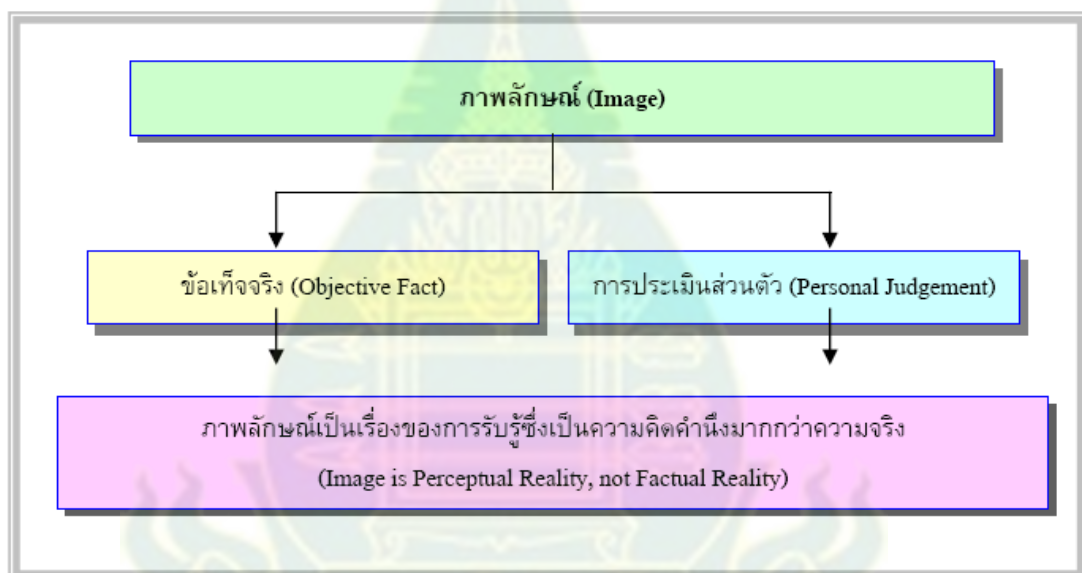 ภาพลักษณ์ (Image)
ข้อเท็จจริง (Objective Fact)
การประเมินส่วนตัว (Personal Judgement)
ภาพลักษณ์เป็นเรื่องของการรับรู้ซึ่งเป็นความคิดคำนึงมากกว่าความจริง
(Image is Perceptual Reality, not Factual Reality)